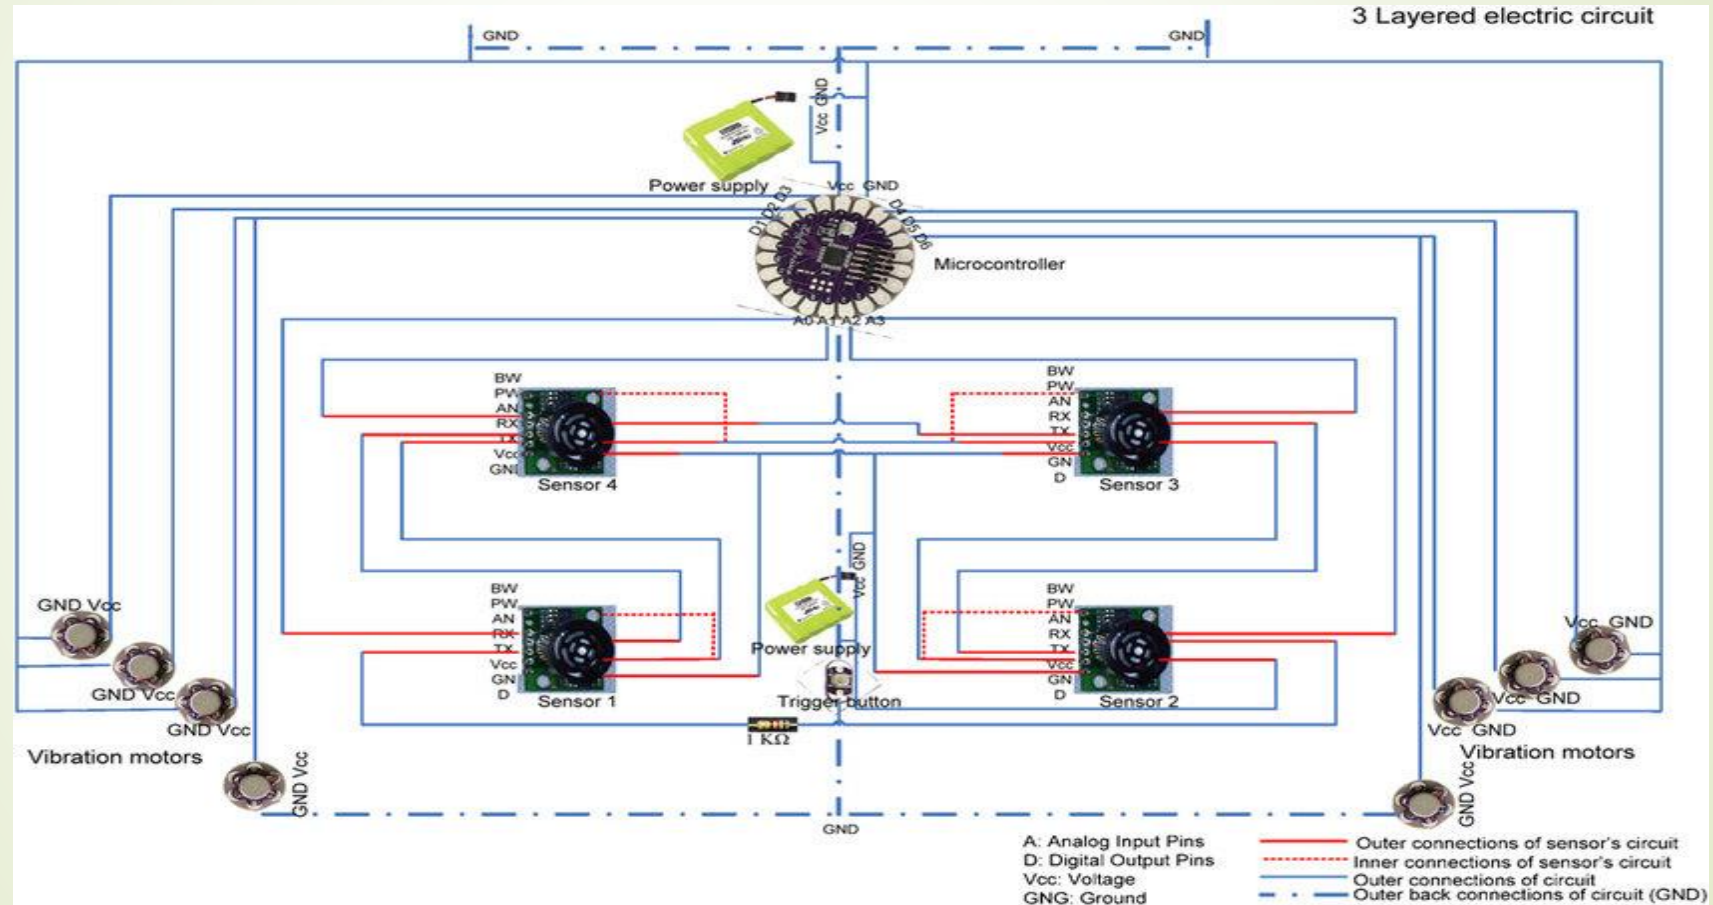 3 Layered electric circuit
GND
GND
Vcc GND
Power supply
Vcc GND
D1 D2 D3
D4 D5 D6
Microcontroller
A0 A1 A2 A3
BW
PW
AN
RX
TX
Vcc
GN
Sensor 4
BW
PW
AN
RX
TX
Vcc
GN
D
Sensor 3
Vcc GND
BW
PW
AN
RX
TX
Vcc
GN
D
Sensor 1
Power supply
Trigger button
1 KΩ
BW
PW
AN
RX
TX
Vcc
GN
D
Sensor 2
GND Vcc
GND Vcc
GND Vcc
Vibration motors
GND Vcc
Vcc GND
Vcc GND
Vcc GND
Vibration motors
GND Vcc
GND
A: Analog Input Pins
D: Digital Output Pins
Vcc: Voltage
GNG: Ground
Outer connections of sensor's circuit
Inner connections of sensor's circuit
Outer connections of circuit
Outer back connections of circuit (GND)